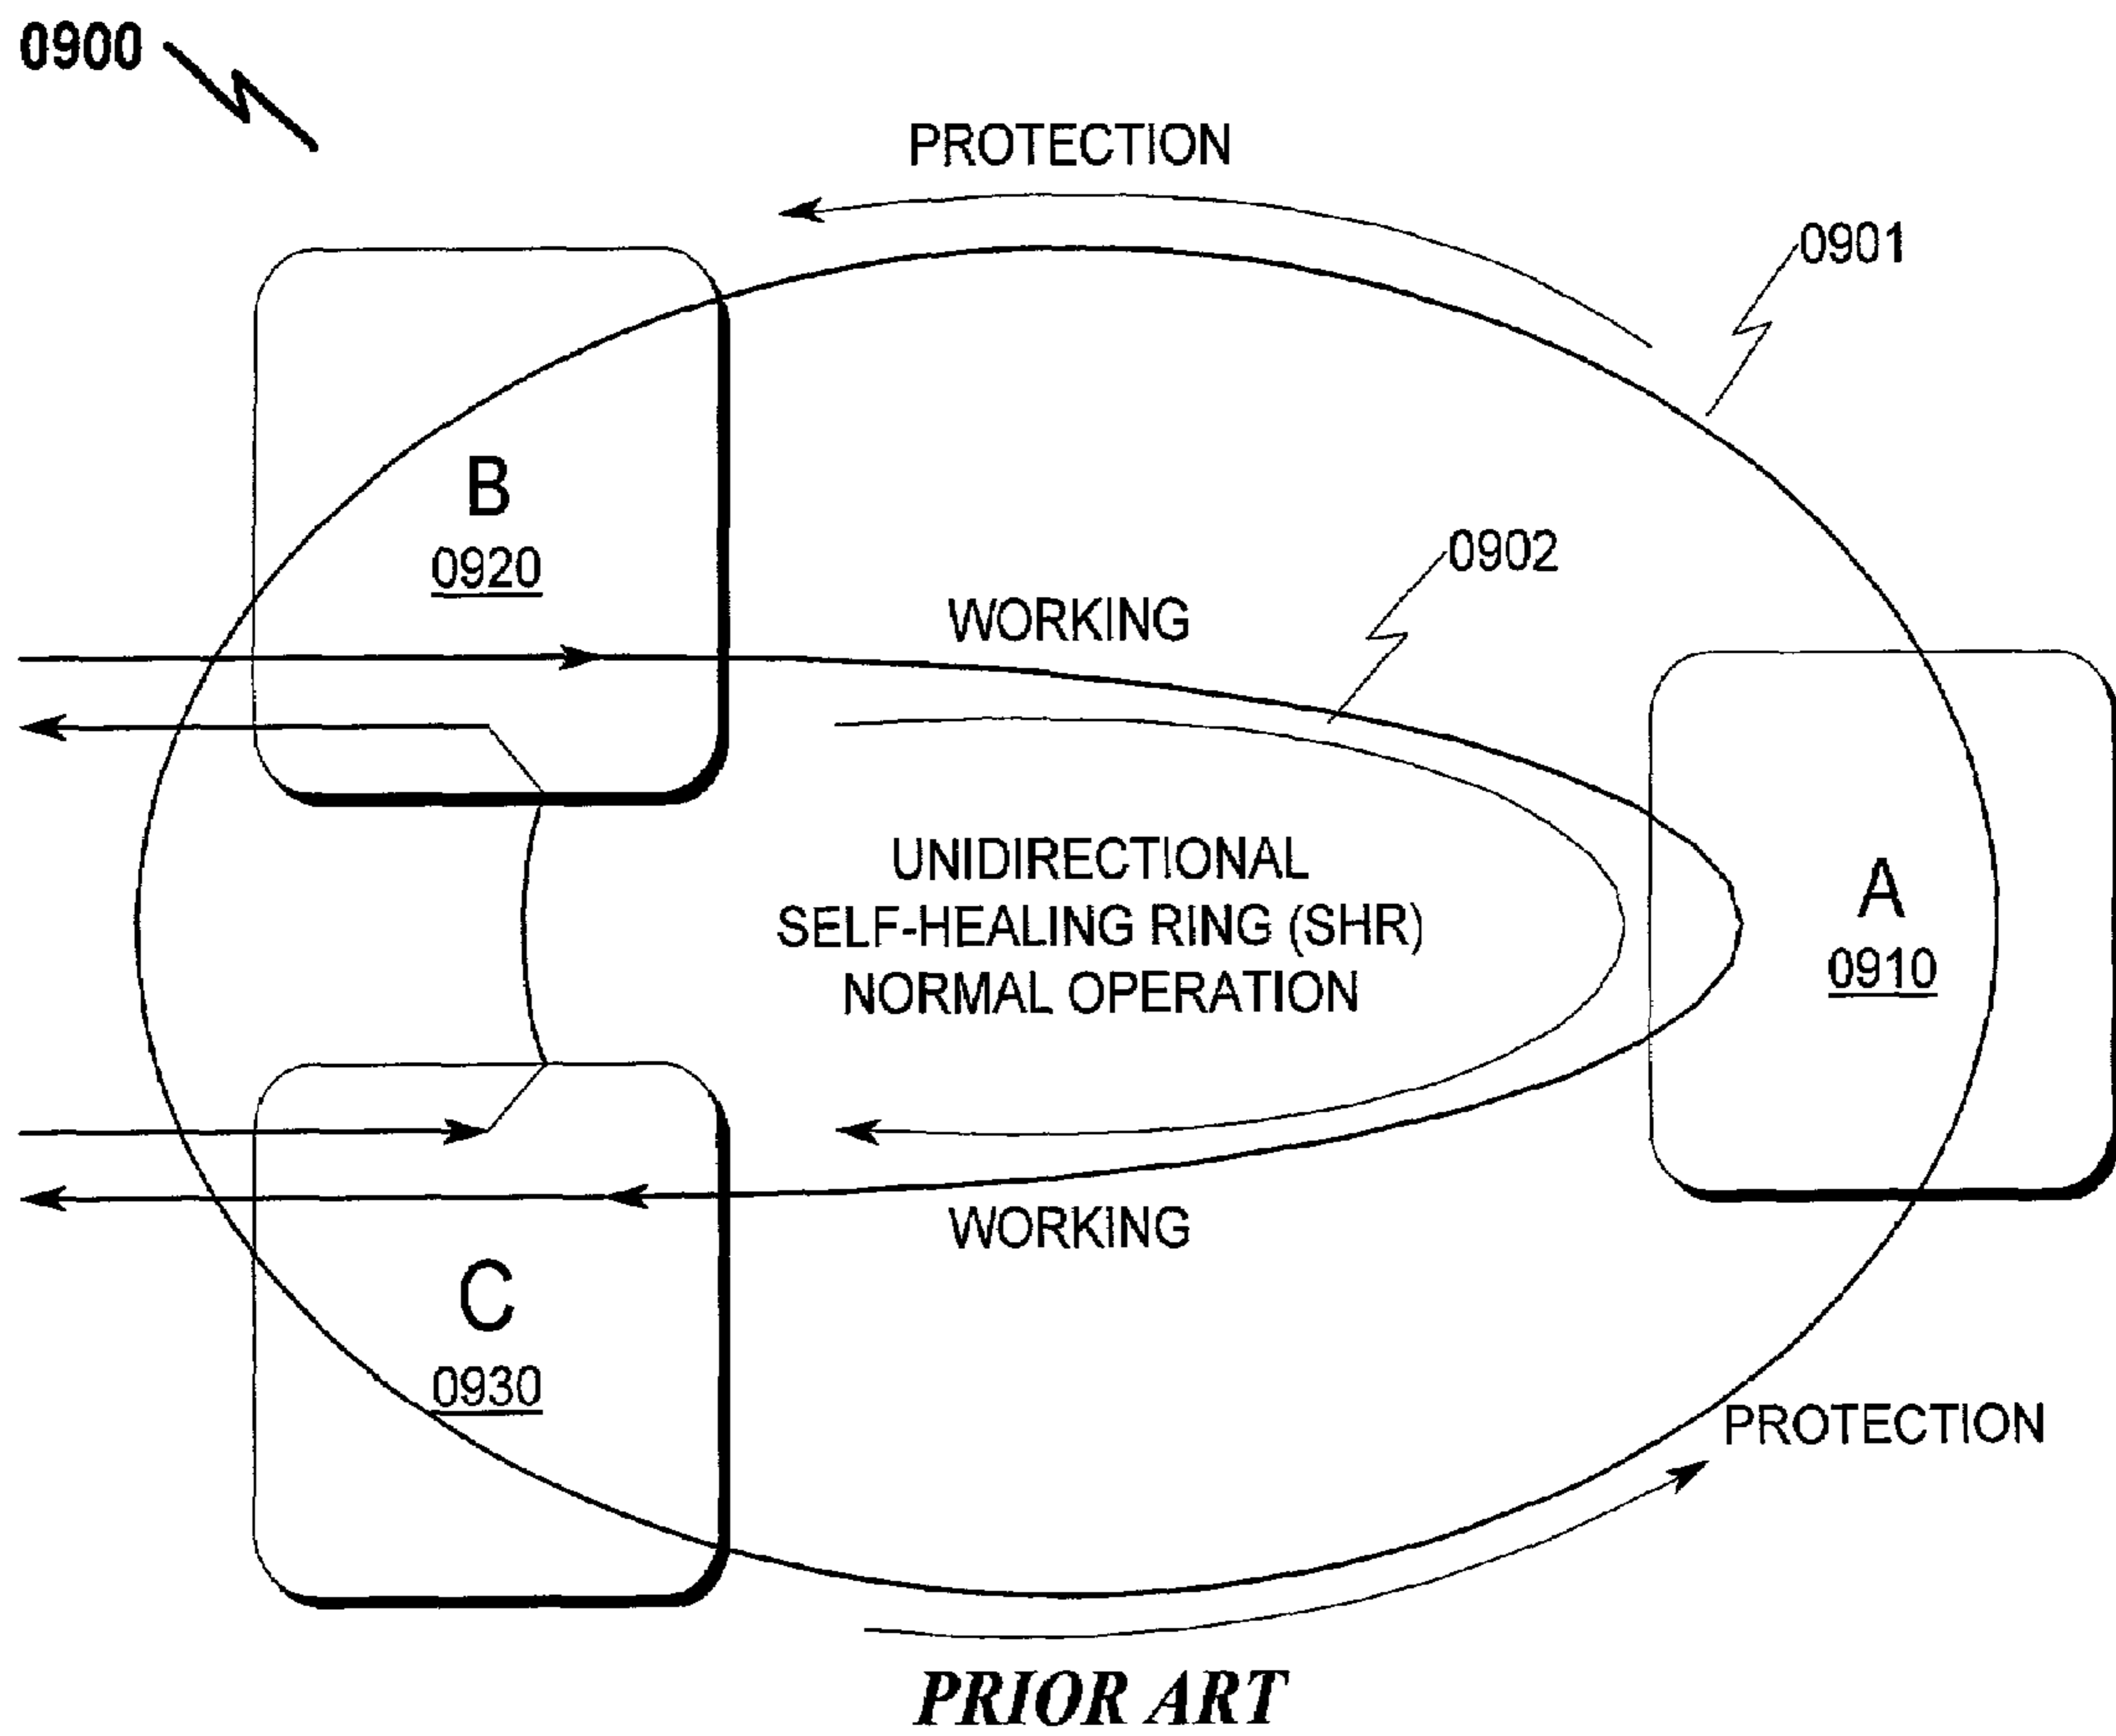 0900
PROTECTION
0901
B
0920
0902
WORKING
UNIDIRECTIONAL
SELF-HEALING RING (SHR)
NORMAL OPERATION
A
0910
WORKING
C
0930
PROTECTION
PRIOR ART